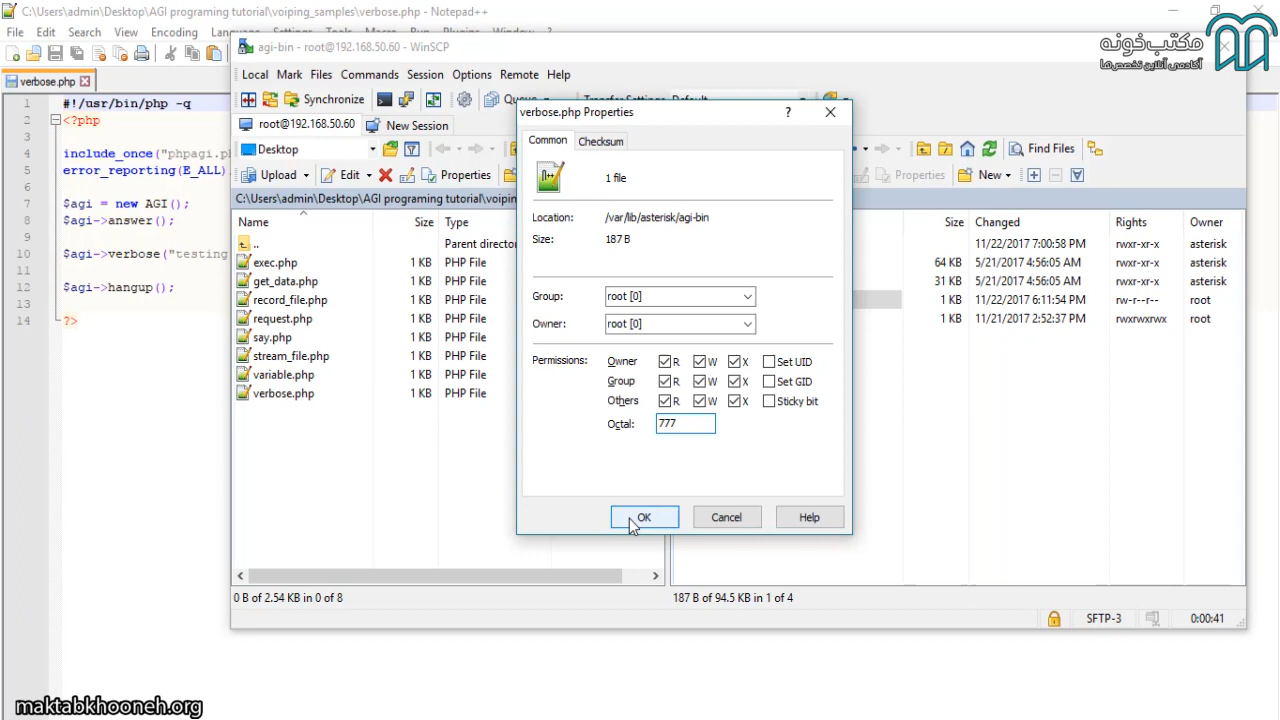 C:\Users\admin\Desktop\AGI programing tutorial\voiping_samples\verbose.php - Notepad++
File Edit Search View Encoding
مکتب‌خونه
آکادمی آنلاین تخصص‌ها
agi-bin - root@192.168.50.60 - WinSCP
Local Mark Files Commands Session Options Remote Help
verbose.php
Synchronize
root@192.168.50.60 New Session
Desktop
Find Files
Upload Edit Properties
Properties New
C:\Users\admin\Desktop\AGI programing tutorial\voipin
Name Size Type
Changed Rights Owner
.. Parent director
exec.php 1 KB PHP File
get_data.php 1 KB PHP File
record_file.php 1 KB PHP File
request.php 1 KB PHP File
say.php 1 KB PHP File
stream_file.php 1 KB PHP File
variable.php 1 KB PHP File
verbose.php 1 KB PHP File
Size
11/22/2017 7:00:58 PM rwxr-xr-x asterisk
64 KB 5/21/2017 4:56:05 AM rwxr-xr-x asterisk
31 KB 5/21/2017 4:56:05 AM rwxr-xr-x asterisk
1 KB 11/22/2017 6:11:54 PM rw-r--r-- root
1 KB 11/21/2017 2:52:37 PM rwxrwxrwx root
1 #!/usr/bin/php -q
2 <?php
3
4 include_once("phpagi.ph
5 error_reporting(E_ALL)
6
7 $agi = new AGI();
8 $agi->answer();
9
10 $agi->verbose("testing
11
12 $agi->hangup();
13
14 ?>
verbose.php Properties ?
Common Checksum
1 file
Location: /var/lib/asterisk/agi-bin
Size: 187 B
Group: root [0]
Owner: root [0]
Permissions: Owner R W X Set UID
Group R W X Set GID
Others R W X Sticky bit
Octal: 777
OK Cancel Help
0 B of 2.54 KB in 0 of 8
187 B of 94.5 KB in 1 of 4
SFTP-3 0:00:41
maktabkhooneh.org